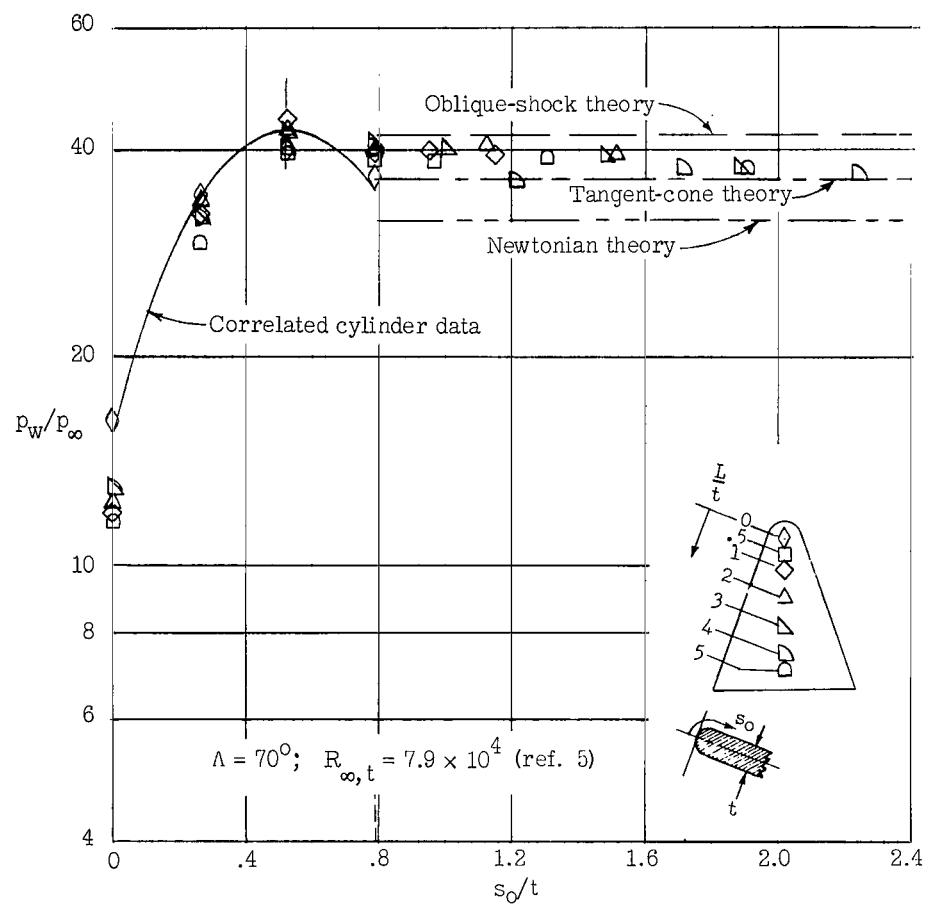 60
Oblique-shock theory
40
Tangent-cone theory
Newtonian theory
Correlated cylinder data
20
p_w/p_∞
L/t
0
.5
1
2
3
4
5
10
8
6
s_o
t
Λ = 70°; R_∞,t = 7.9 × 10⁴ (ref. 5)
4
0 .4 .8 1.2 1.6 2.0 2.4
s_o/t